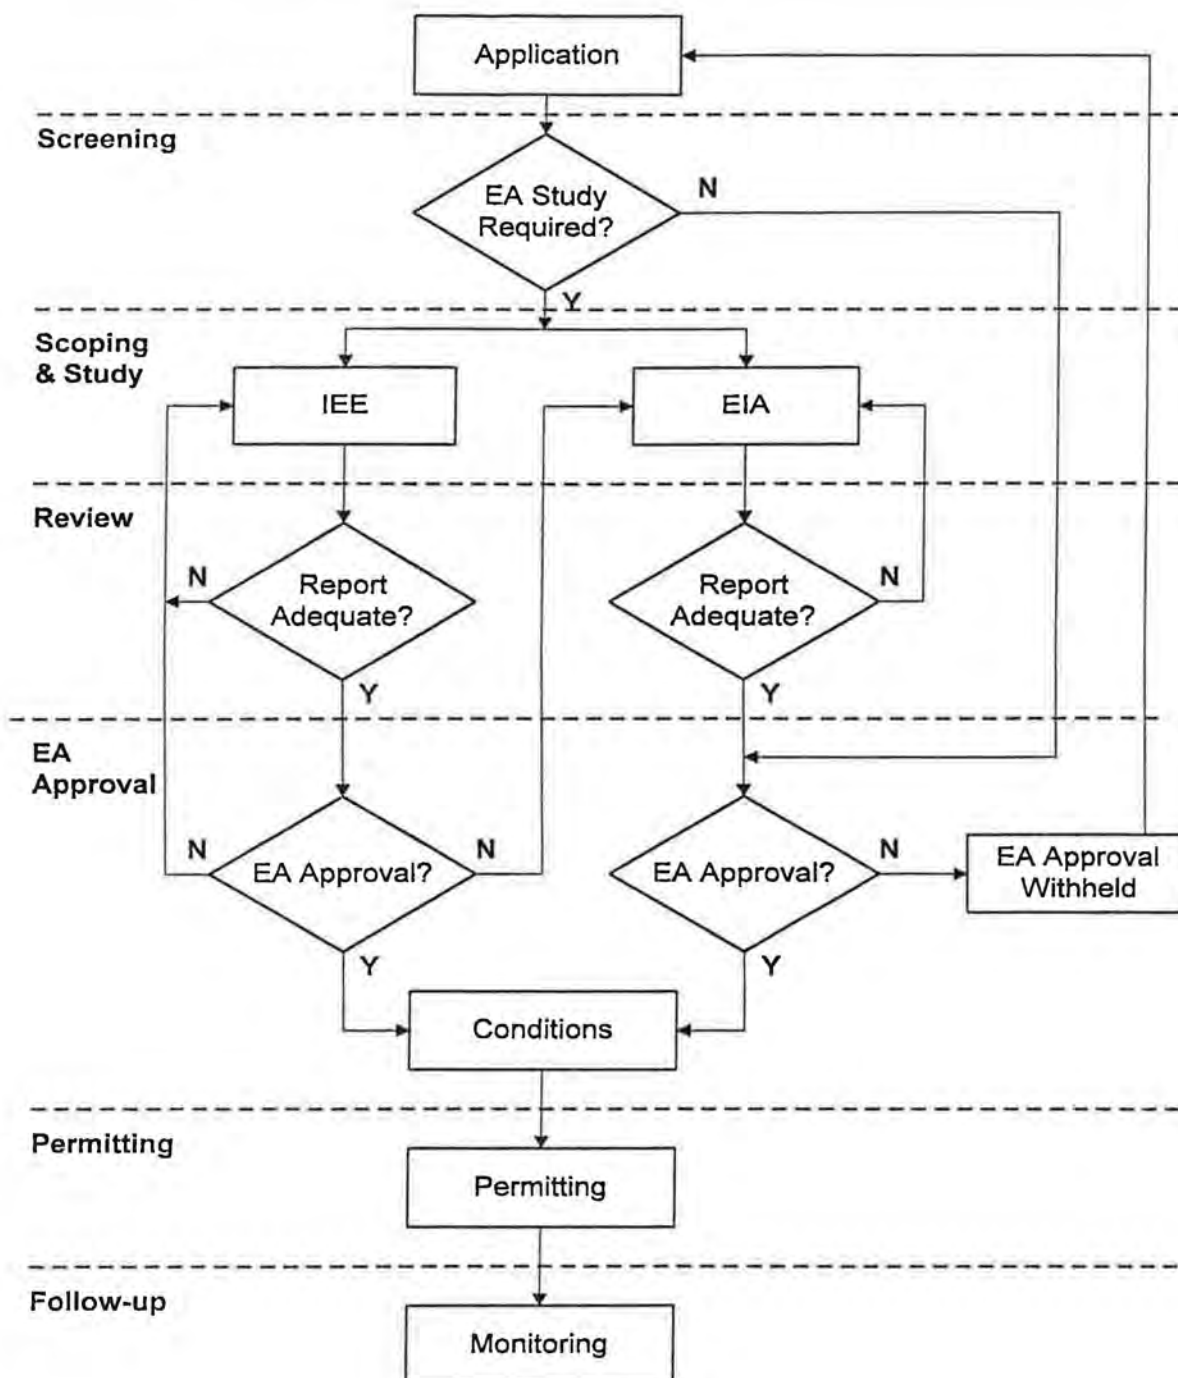 Application
Screening
EA Study
Required?
N
Y
Scoping
& Study
IEE
EIA
Review
Report
Adequate?
N
Y
Report
Adequate?
N
Y
EA
Approval
N
EA Approval?
N
Y
EA Approval?
N
Y
EA Approval
Withheld
Conditions
Permitting
Permitting
Follow-up
Monitoring